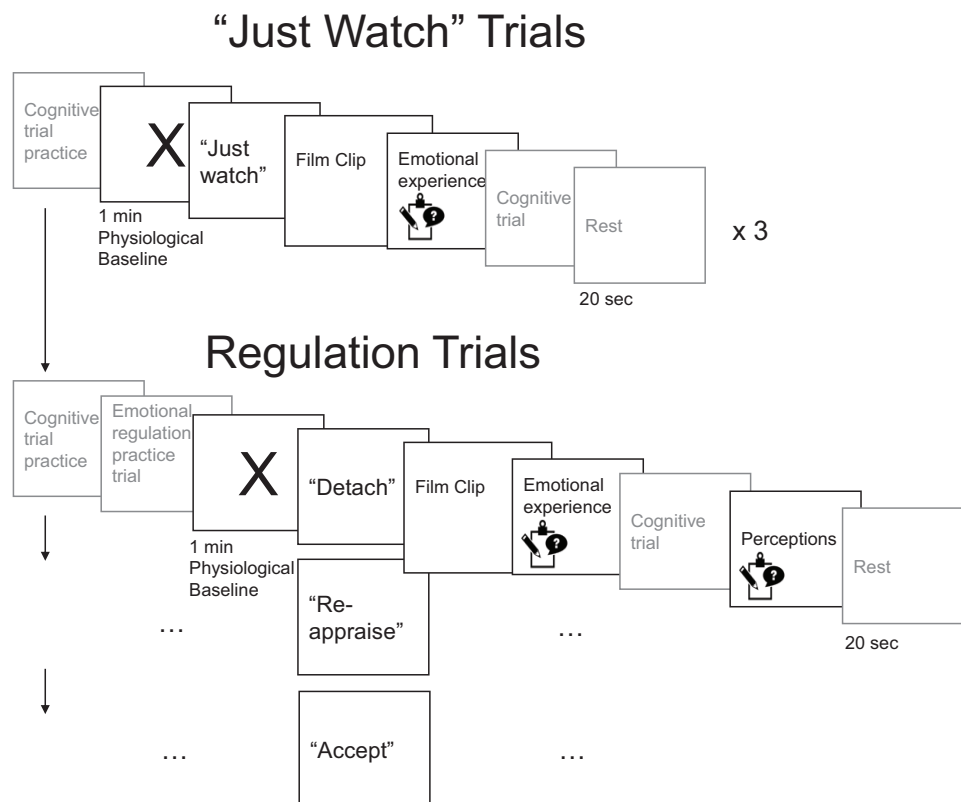 “Just Watch” Trials
Cognitive
trial
practice
X
1 min
Physiological
Baseline
“Just
watch”
Film Clip
Emotional
experience
?
Cognitive
trial
Rest
20 sec
x 3
Regulation Trials
Cognitive
trial
practice
Emotional
regulation
practice
trial
X
1 min
Physiological
Baseline
“Detach”
Film Clip
Emotional
experience
?
Cognitive
trial
Perceptions
?
Rest
20 sec
...
“Re-
appraise”
...
...
“Accept”
...